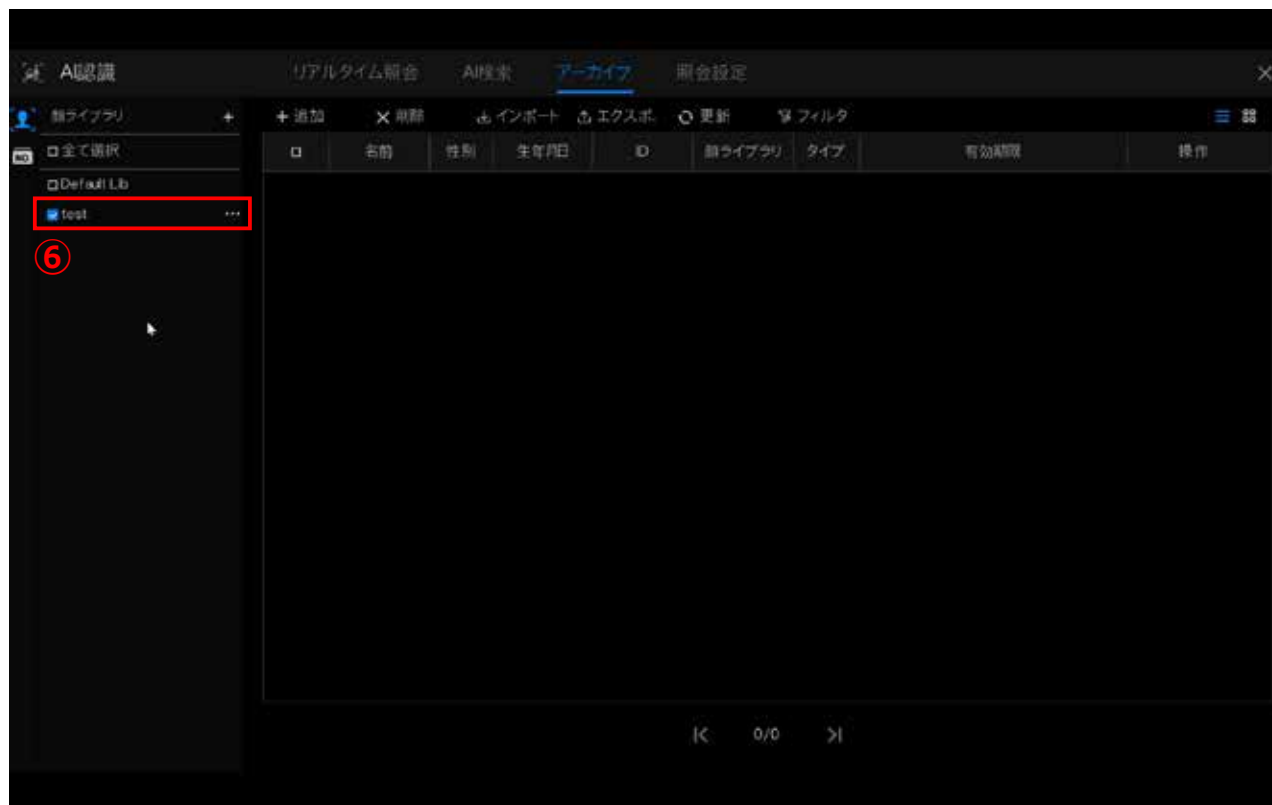 AI認識 リアルタイム照合 AI検索 アーカイブ 照合設定
顔ライブラリ + + 追加 × 削除 インポート エクスポ.. 更新 フィルタ
NO 全て選択 名前 性別 生年月日 ID 顔ライブラリ タイプ 有効期限 操作
Default Lib
test ...
⑥
0/0